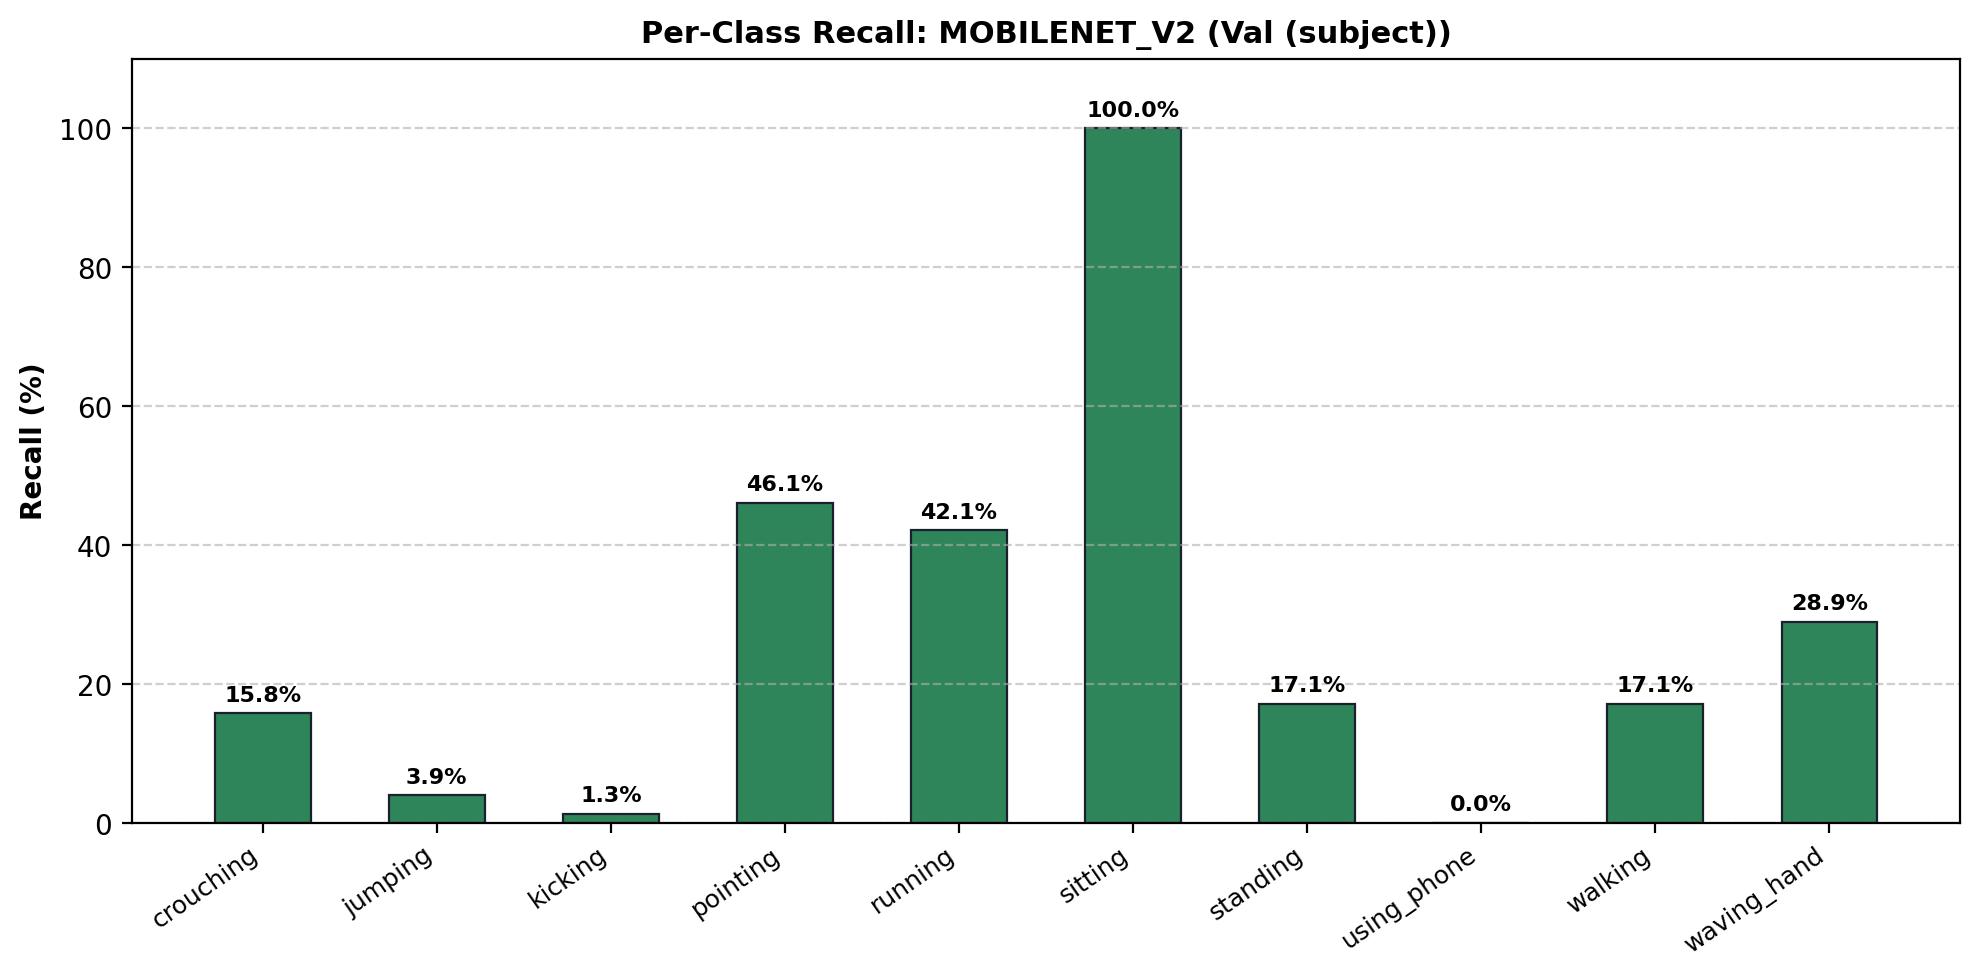 Per-Class Recall: MOBILENET_V2 (Val (subject))
Recall (%)
100
80
60
40
20
0
15.8%
3.9%
1.3%
46.1%
42.1%
100.0%
17.1%
0.0%
17.1%
28.9%
crouching
jumping
kicking
pointing
running
sitting
standing
using_phone
walking
waving_hand